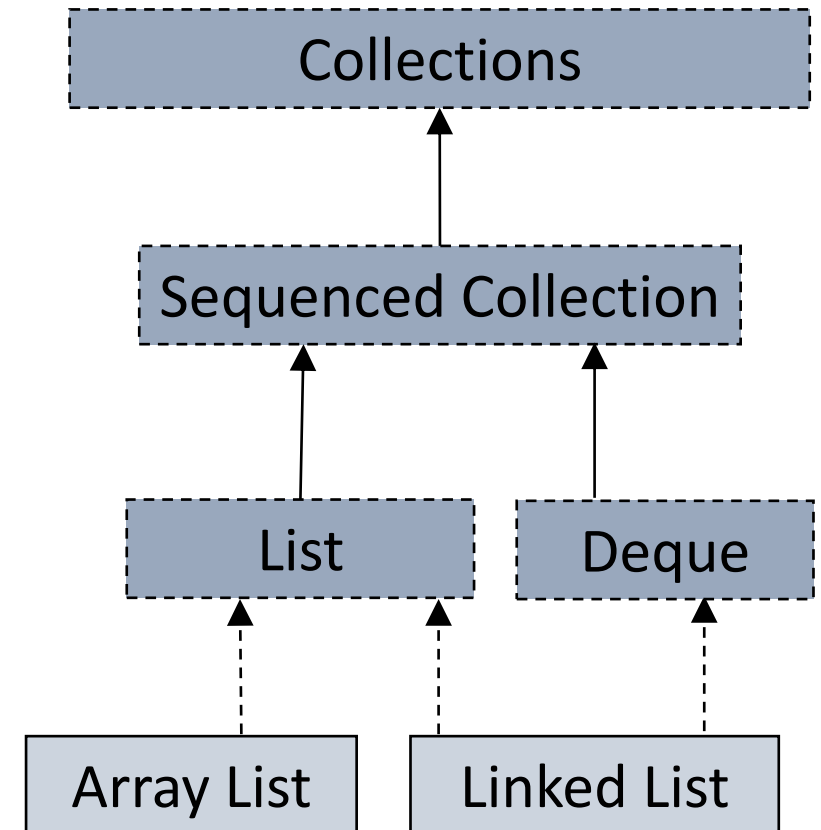 Collections
Sequenced Collection
List
Deque
Array List
Linked List